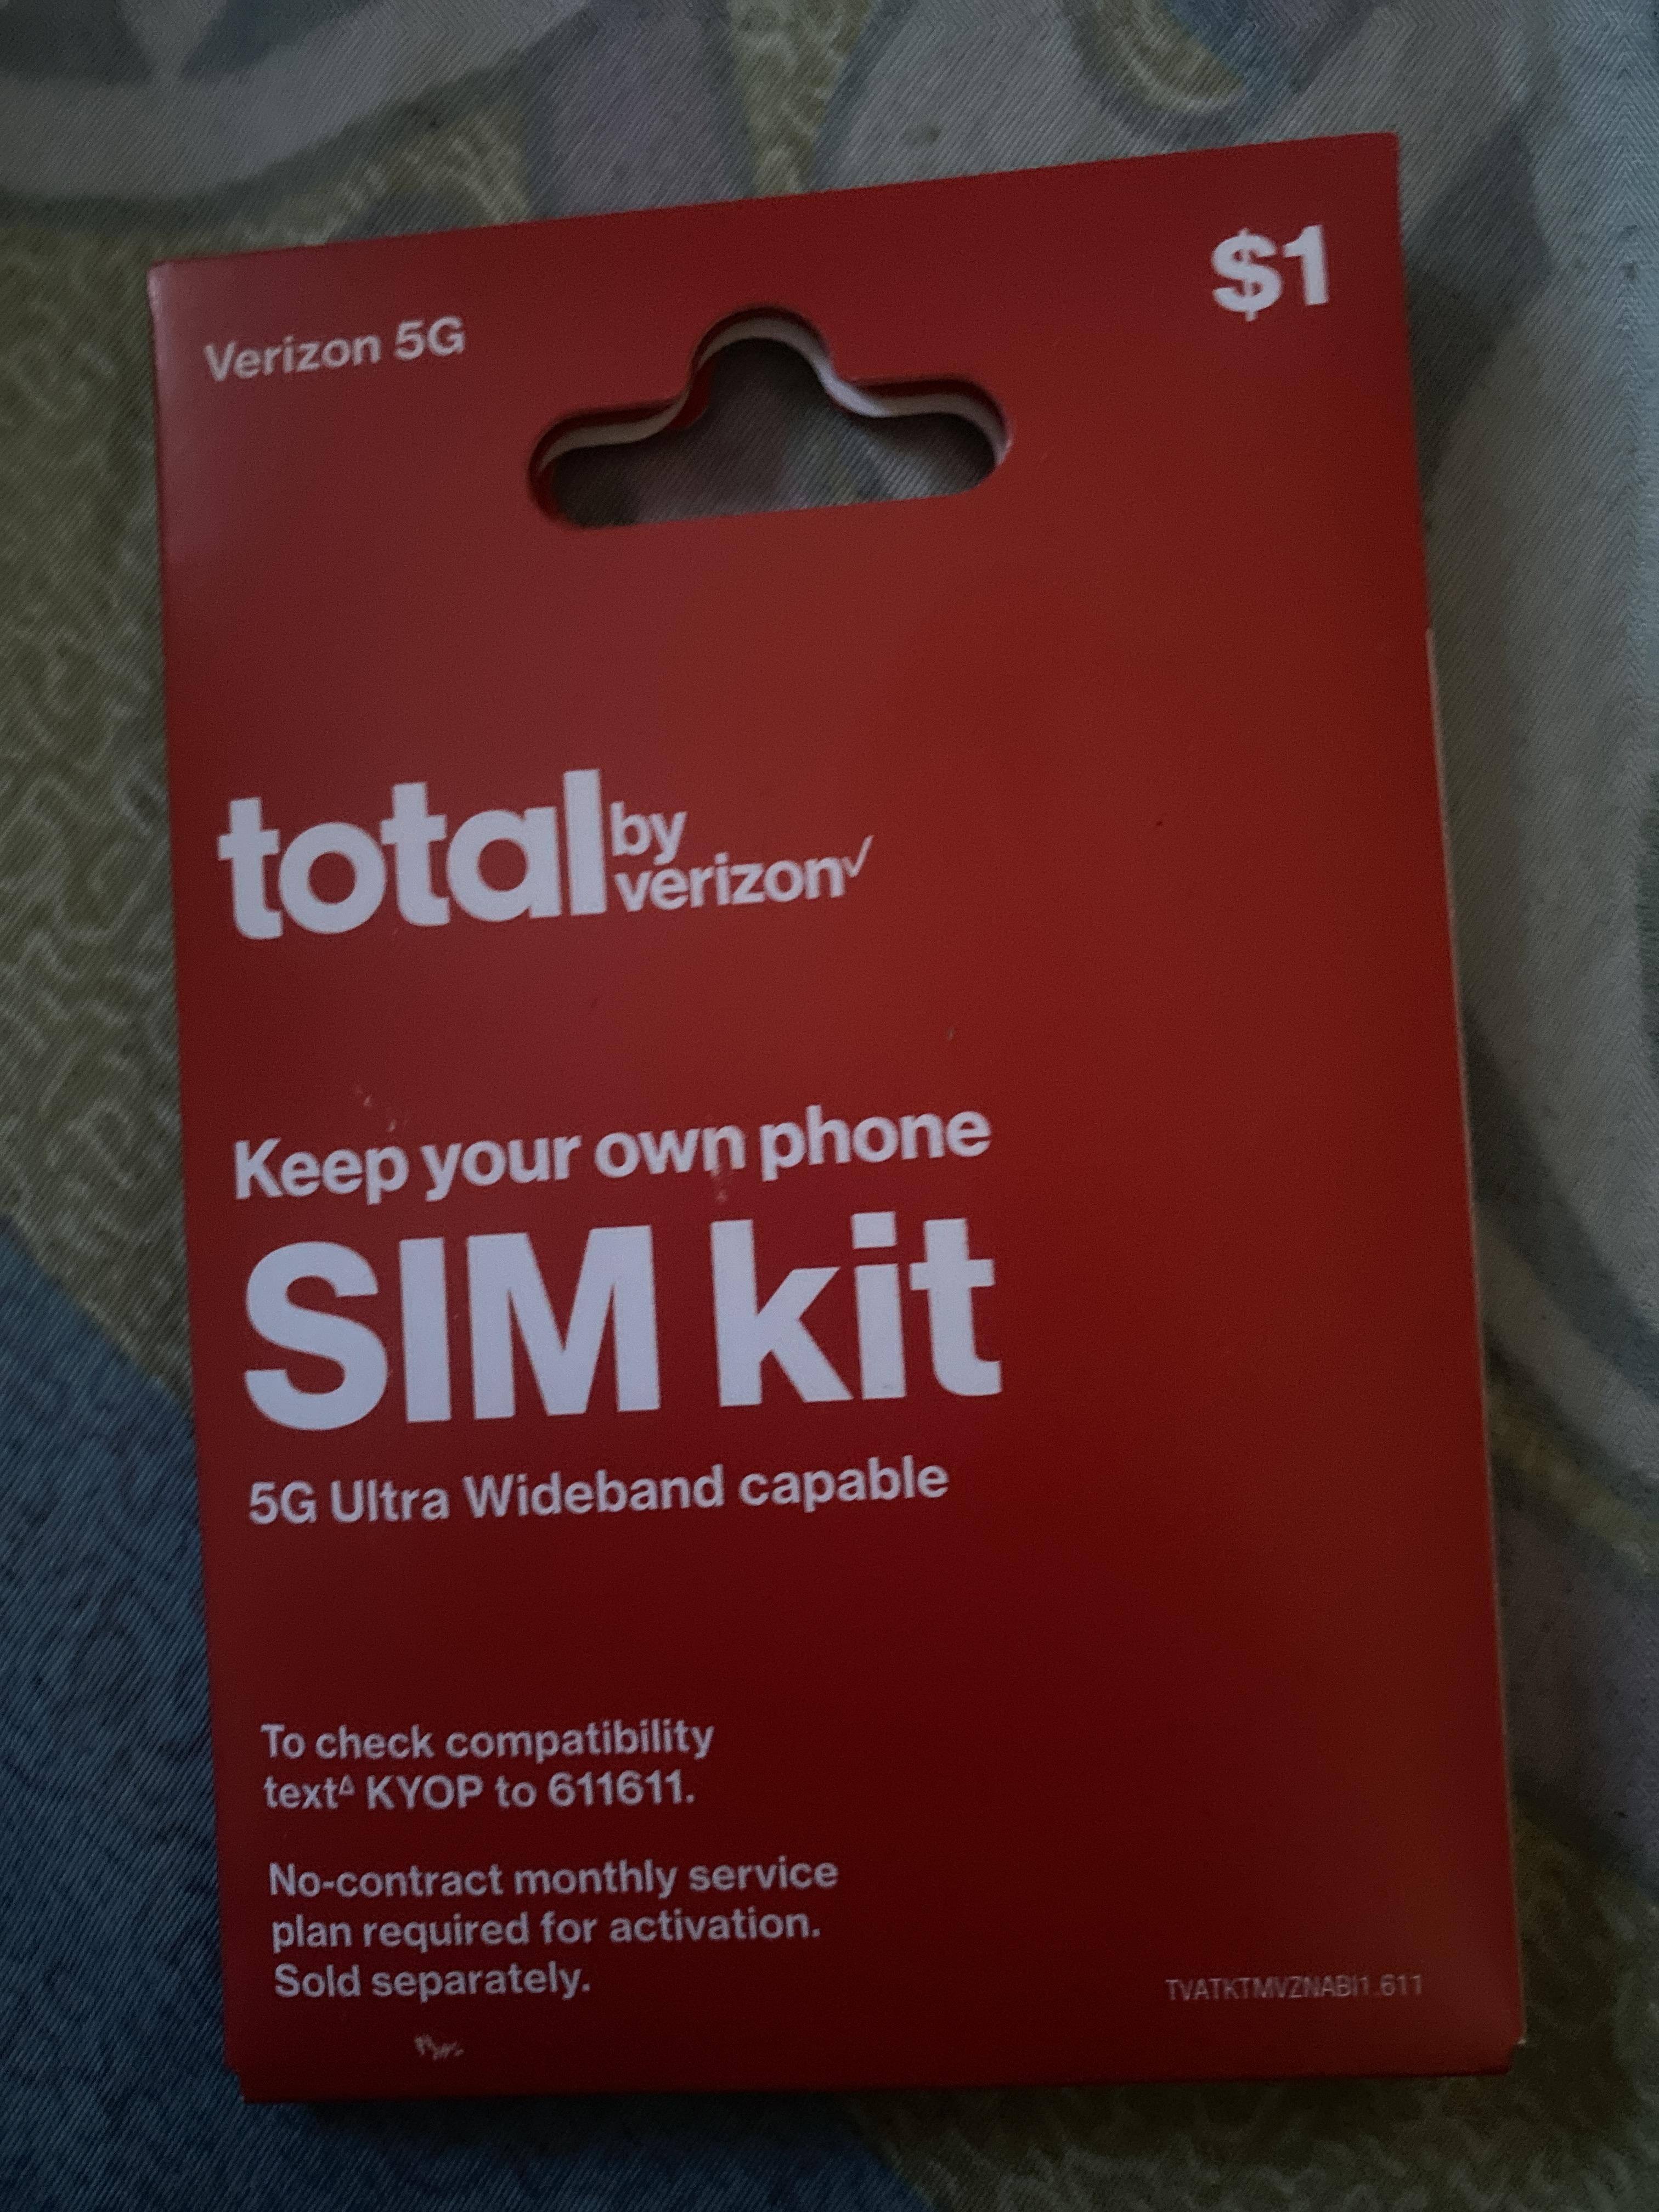 Verizon 5G
$1
total by verizon✓
Keep your own phone
SIM kit
5G Ultra Wideband capable
To check compatibility
textΔ KYOP to 611611.
No-contract monthly service
plan required for activation.
Sold separately.
TVATKTMVZNABI1.611